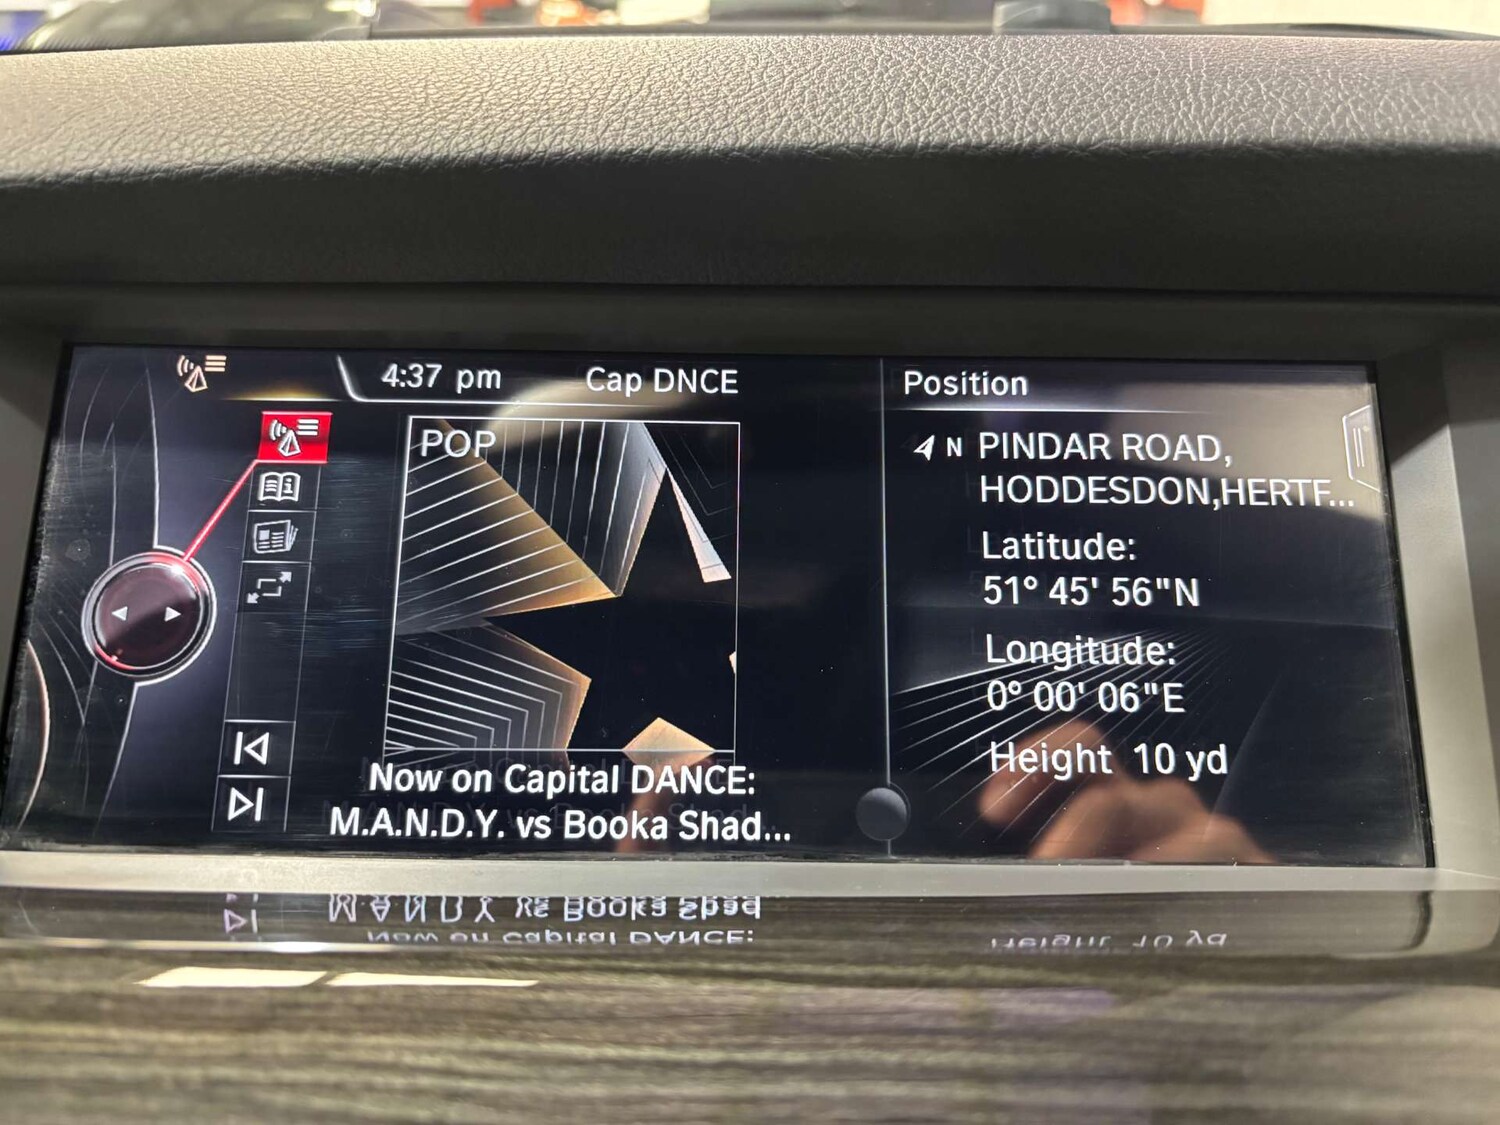 4:37 pm
Cap DNCE
POP
Now on Capital DANCE:
M.A.N.D.Y. vs Booka Shad...
Position
N PINDAR ROAD,
HODDESDON,HERTF...
Latitude:
51° 45' 56"N
Longitude:
0° 00' 06"E
Height 10 yd